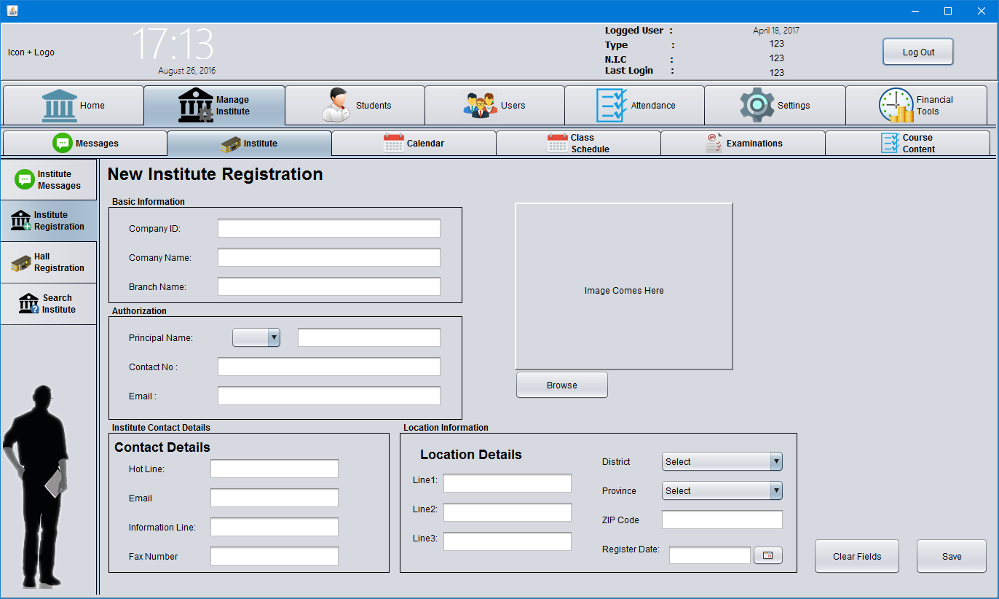 Icon + Logo
17:13
August 26, 2016
Logged User : April 18, 2017
Type : 123
N.I.C : 123
Last Login : 123
Log Out
Home
Manage
Institute
Students
Users
Attendance
Settings
Financial
Tools
Messages
Institute
Calendar
Class
Schedule
Examinations
Course
Content
Institute
Messages
Institute
Registration
Hall
Registration
Search
Institute
New Institute Registration
Basic Information
Company ID:
Comany Name:
Branch Name:
Image Comes Here
Browse
Authorization
Principal Name:
Contact No :
Email :
Institute Contact Details
Contact Details
Hot Line:
Email
Information Line:
Fax Number
Location Information
Location Details
Line1:
Line2:
Line3:
District Select
Province Select
ZIP Code
Register Date:
Clear Fields
Save